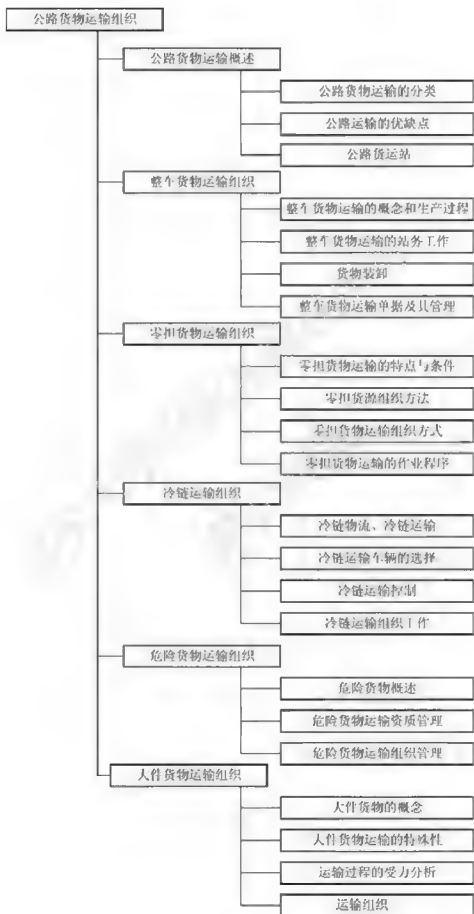 公路货物运输组织
公路货物运输概述
公路货物运输的分类
公路运输的优缺点
公路货运站
整车货物运输组织
整车货物运输的概念和生产过程
整车货物运输的站务工作
货物装卸
整车货物运输单据及其管理
零担货物运输组织
零担货物运输的特点与条件
零担货源组织方法
零担货物运输组织方式
零担货物运输的作业程序
冷链运输组织
冷链物流、冷链运输
冷链运输车辆的选择
冷链运输控制
冷链运输组织工作
危险货物运输组织
危险货物概述
危险货物运输资质管理
危险货物运输组织管理
大件货物运输组织
大件货物的概念
大件货物运输的特殊性
运输过程的受力分析
运输组织